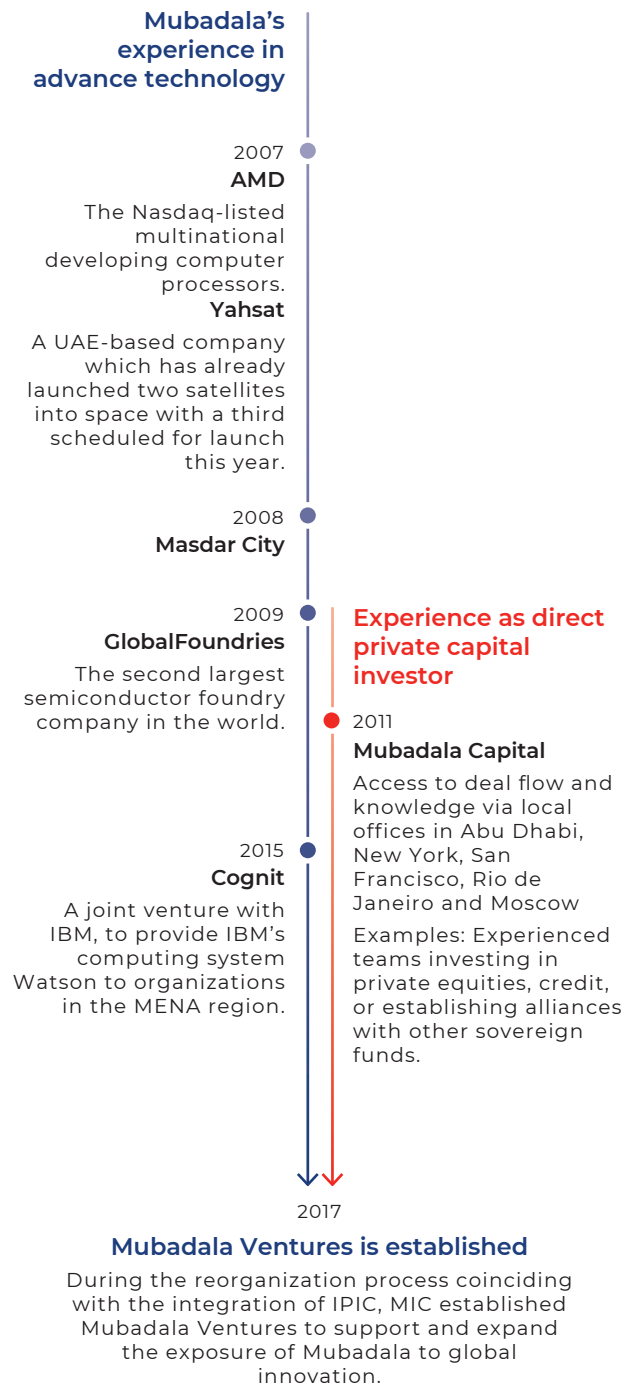 Mubadala’s
experience in
advance technology
2007
AMD
The Nasdaq-listed
multinational
developing computer
processors.
Yahsat
A UAE-based company
which has already
launched two satellites
into space with a third
scheduled for launch
this year.
2008
Masdar City
2009
GlobalFoundries
The second largest
semiconductor foundry
company in the world.
2015
Cognit
A joint venture with
IBM, to provide IBM’s
computing system
Watson to organizations
in the MENA region.
Experience as direct
private capital
investor
2011
Mubadala Capital
Access to deal flow and
knowledge via local
offices in Abu Dhabi,
New York, San
Francisco, Rio de
Janeiro and Moscow
Examples: Experienced
teams investing in
private equities, credit,
or establishing alliances
with other sovereign
funds.
2017
Mubadala Ventures is established
During the reorganization process coinciding
with the integration of IPIC, MIC established
Mubadala Ventures to support and expand
the exposure of Mubadala to global
innovation.